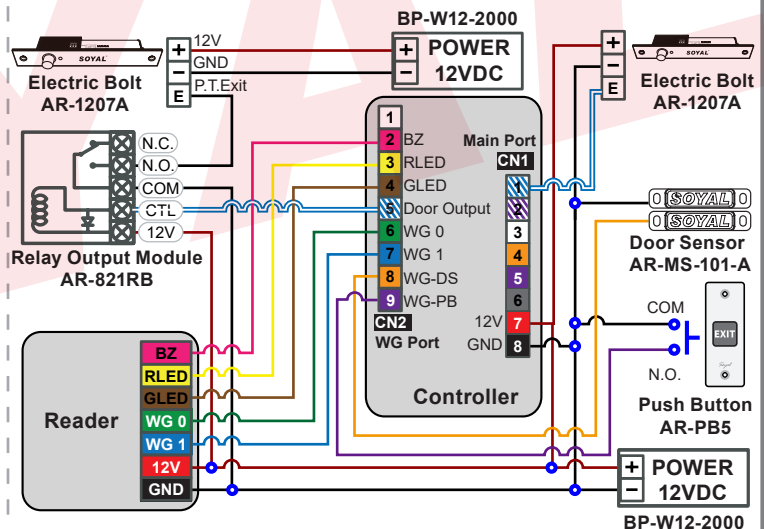 BP-W12-2000
+ 12V
- GND
E P.T.Exit
SOYAL
Electric Bolt
AR-1207A
+ POWER
- 12VDC
+
-
E
SOYAL
Electric Bolt
AR-1207A
N.C.
N.O.
COM
CTL
12V
Relay Output Module
AR-821RB
1
2 BZ
3 RLED
4 GLED
5 Door Output
6 WG 0
7 WG 1
8 WG-DS
9 WG-PB
CN2
WG Port
Main Port
CN1
1
2
3
4
5
6
12V 7
GND 8
Controller
SOYAL
SOYAL
Door Sensor
AR-MS-101-A
COM
N.O.
EXIT
Push Button
AR-PB5
Reader
BZ
RLED
GLED
WG 0
WG 1
12V
GND
+ POWER
- 12VDC
BP-W12-2000